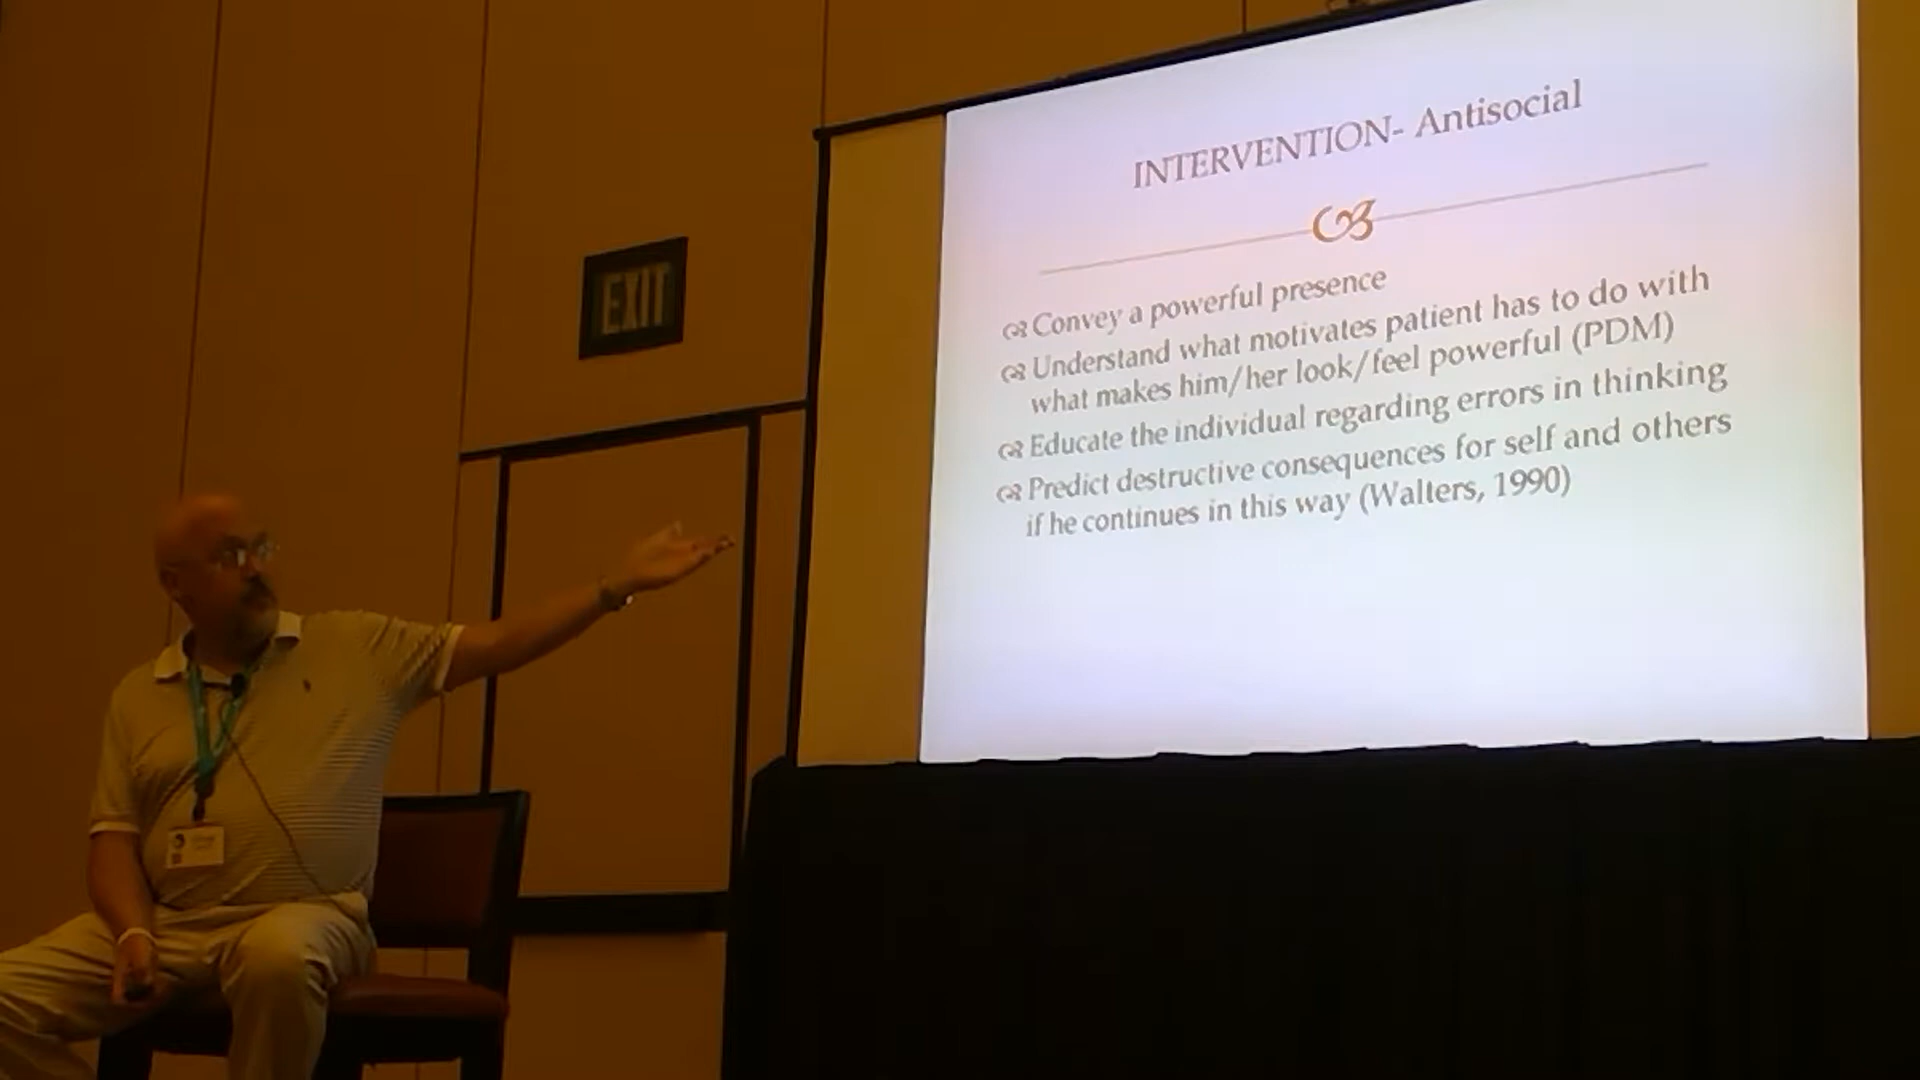 INTERVENTION- Antisocial
Convey a powerful presence
Understand what motivates patient has to do with
what makes him/her look/feel powerful (PDM)
Educate the individual regarding errors in thinking
Predict destructive consequences for self and others
if he continues in this way (Walters, 1990)
EXIT